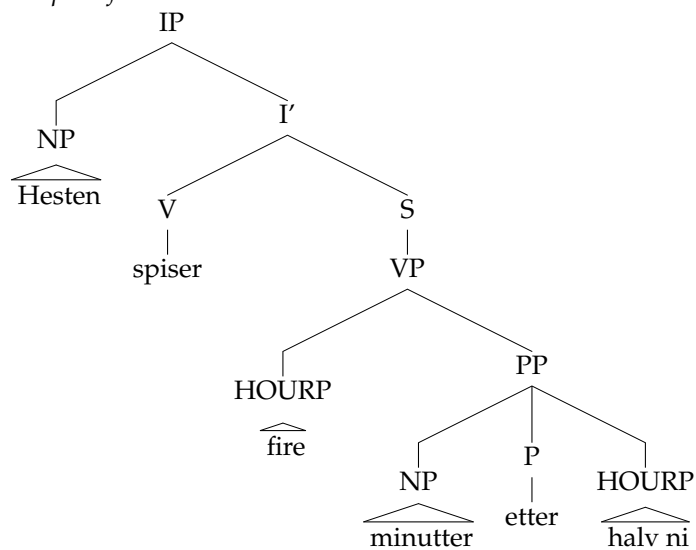 IP
NP I'
Hesten
V S
spiser VP
HOURP PP
fire
NP P HOURP
minutter etter halv ni